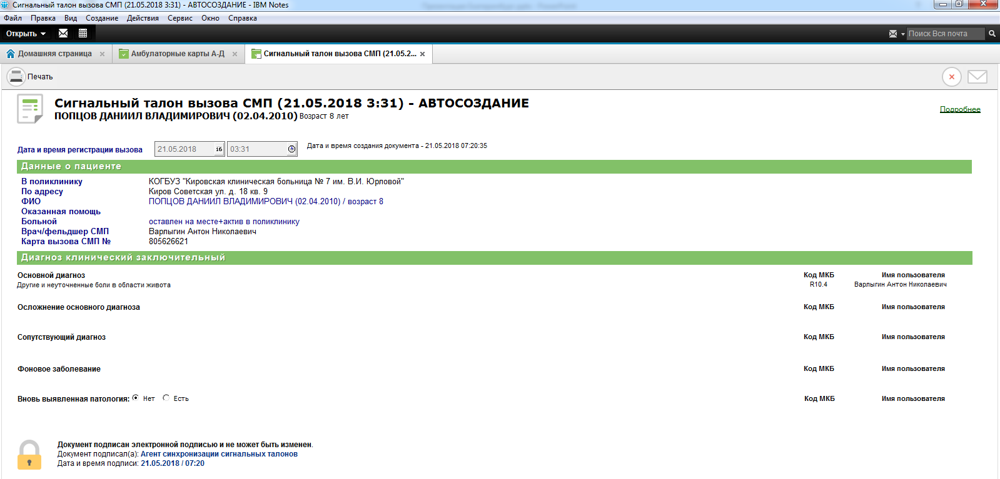 Сигнальный талон вызова СМП (21.05.2018 3:31) - АВТОСОЗДАНИЕ - IBM Notes
Файл Правка Вид Создание Действия Сервис Окно Справка
Открыть Поиск Вся почта
Домашняя страница Амбулаторные карты А-Д Сигнальный талон вызова СМП (21.05.2...
Печать
Сигнальный талон вызова СМП (21.05.2018 3:31) - АВТОСОЗДАНИЕ
ПОПЦОВ ДАНИИЛ ВЛАДИМИРОВИЧ (02.04.2010) Возраст 8 лет
Подробнее
Дата и время регистрации вызова 21.05.2018 16 03:31 Дата и время создания документа - 21.05.2018 07:20:35
Данные о пациенте
В поликлинику КОГБУЗ "Кировская клиническая больница № 7 им. В.И. Юрловой"
По адресу Киров Советская ул. д. 18 кв. 9
ФИО ПОПЦОВ ДАНИИЛ ВЛАДИМИРОВИЧ (02.04.2010) / возраст 8
Оказанная помощь
Больной оставлен на месте+актив в поликлинику
Врач/фельдшер СМП Варлыгин Антон Николаевич
Карта вызова СМП № 805626621
Диагноз клинический заключительный
Основной диагноз Код МКБ Имя пользователя
Другие и неуточненные боли в области живота R10.4 Варлыгин Антон Николаевич
Осложнение основного диагноза Код МКБ Имя пользователя
Сопутствующий диагноз Код МКБ Имя пользователя
Фоновое заболевание Код МКБ Имя пользователя
Вновь выявленная патология: Нет Есть Код МКБ Имя пользователя
Документ подписан электронной подписью и не может быть изменен.
Документ подписал(а): Агент синхронизации сигнальных талонов
Дата и время подписи: 21.05.2018 / 07:20